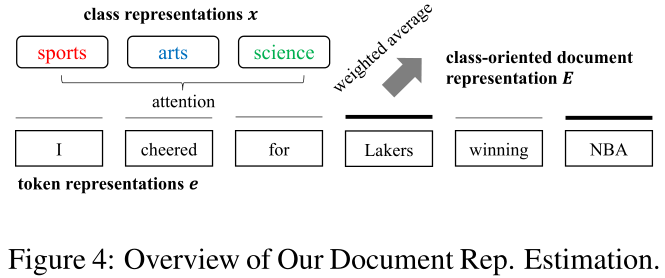 class representations x
sports arts science
attention
weighted average
class-oriented document
representation E
I cheered for Lakers winning NBA
token representations e
Figure 4: Overview of Our Document Rep. Estimation.